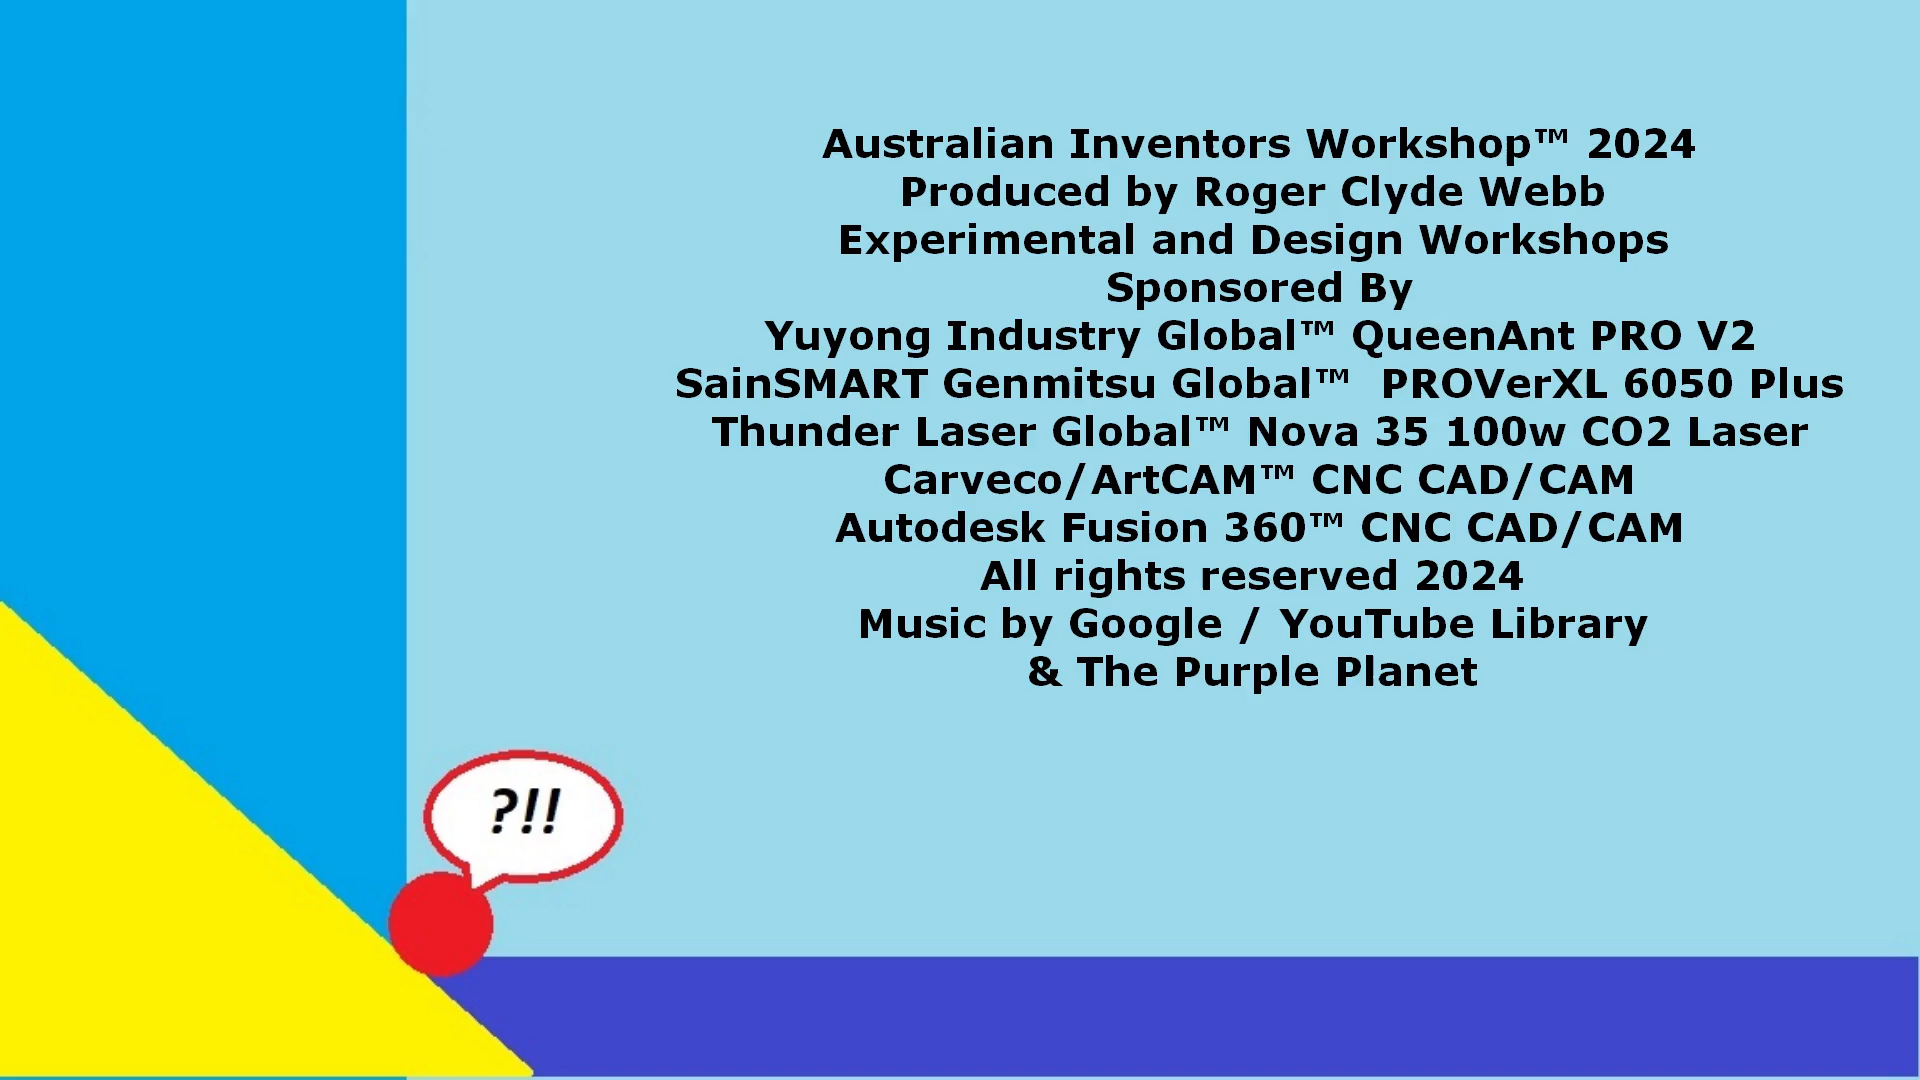 Australian Inventors Workshop™ 2024
Produced by Roger Clyde Webb
Experimental and Design Workshops
Sponsored By
Yuyong Industry Global™ QueenAnt PRO V2
SainSMART Genmitsu Global™  PROVerXL 6050 Plus
Thunder Laser Global™ Nova 35 100w CO2 Laser
Carveco/ArtCAM™ CNC CAD/CAM
Autodesk Fusion 360™ CNC CAD/CAM
All rights reserved 2024
Music by Google / YouTube Library
& The Purple Planet
?!!